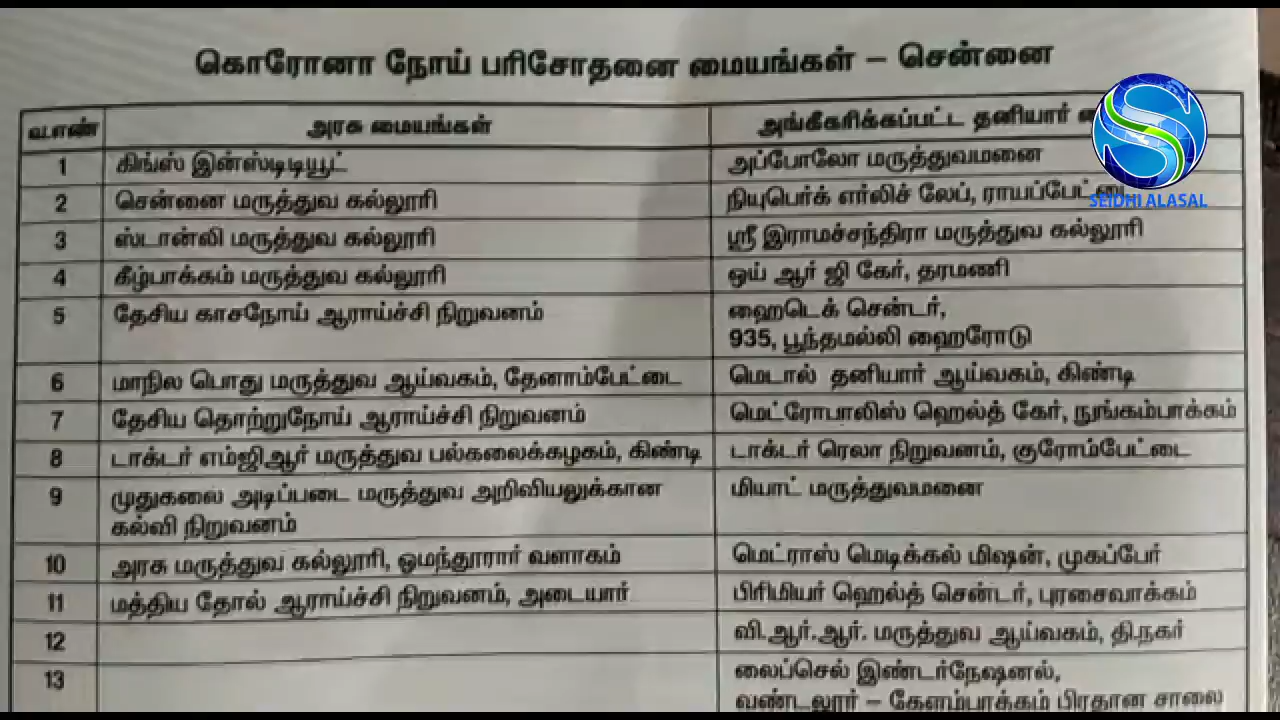 கொரோனா நோய் பரிசோதனை மையங்கள் – சென்னை
வ.எண் அரசு மையங்கள் அங்கீகரிக்கப்பட்ட தனியார்
1 கிங்ஸ் இன்ஸ்டிடியூட் அப்போலோ மருத்துவமனை
2 சென்னை மருத்துவ கல்லூரி நியுபெர்க் எர்லிச் லேப், ராயப்பேட்டை
SEIDHI ALASAL
3 ஸ்டான்லி மருத்துவ கல்லூரி ஸ்ரீ இராமச்சந்திரா மருத்துவ கல்லூரி
4 கீழ்பாக்கம் மருத்துவ கல்லூரி ஒய் ஆர் ஜி கேர், தரமணி
5 தேசிய காசநோய் ஆராய்ச்சி நிறுவனம் ஹைடெக் சென்டர்,
935, பூந்தமல்லி ஹைரோடு
6 மாநில பொது மருத்துவ ஆய்வகம், தேனாம்பேட்டை மெடால் தனியார் ஆய்வகம், கிண்டி
7 தேசிய தொற்றுநோய் ஆராய்ச்சி நிறுவனம் மெட்ரோபாலிஸ் ஹெல்த் கேர், நுங்கம்பாக்கம்
8 டாக்டர் எம்ஜிஆர் மருத்துவ பல்கலைக்கழகம், கிண்டி டாக்டர் ரெலா நிறுவனம், குரோம்பேட்டை
9 முதுகலை அடிப்படை மருத்துவ அறிவியலுக்கான மியாட் மருத்துவமனை
கல்வி நிறுவனம்
10 அரசு மருத்துவ கல்லூரி, ஓமந்தூரார் வளாகம் மெட்ராஸ் மெடிக்கல் மிஷன், முகப்பேர்
11 மத்திய தோல் ஆராய்ச்சி நிறுவனம், அடையார் பிரிமியர் ஹெல்த் சென்டர், புரசைவாக்கம்
12 வி.ஆர்.ஆர். மருத்துவ ஆய்வகம், தி.நகர்
13 லைப்செல் இண்டர்நேஷனல்,
வண்டலூர் – கேளம்பாக்கம் பிரதான சாலை